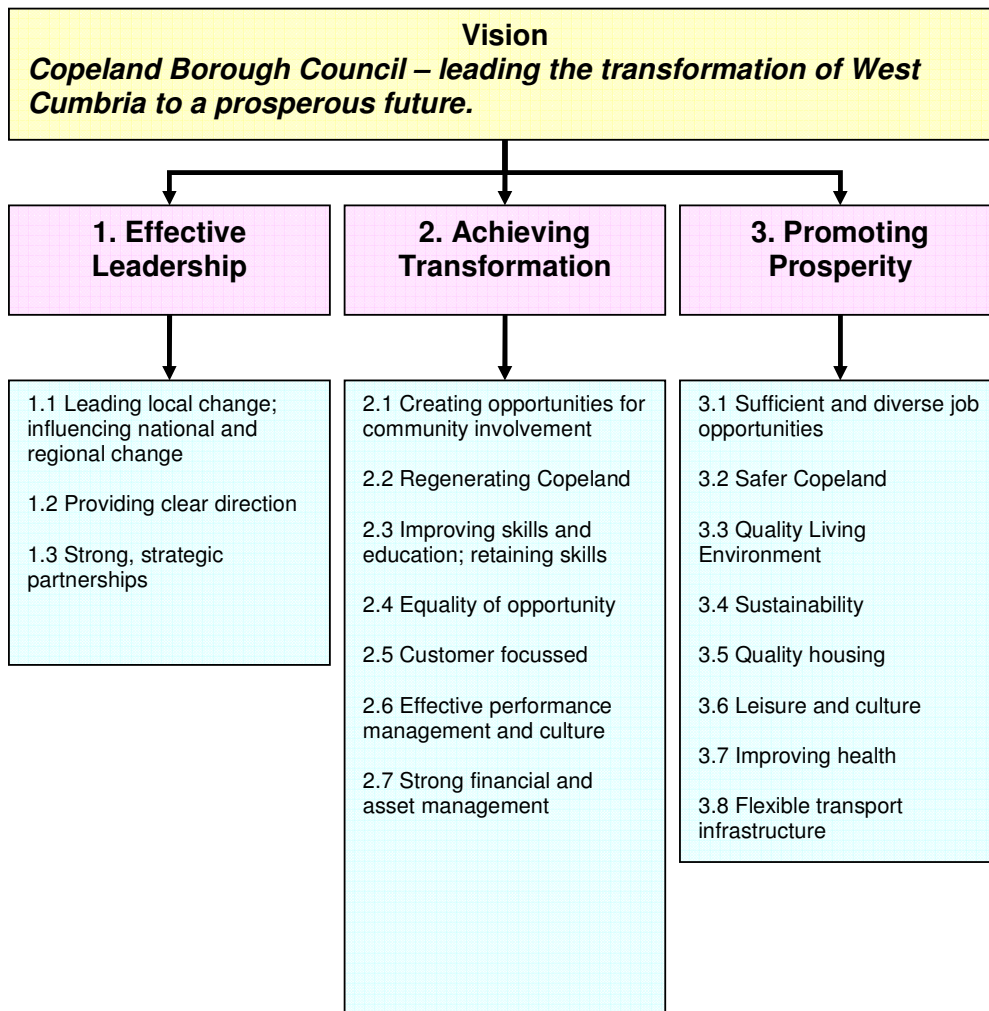 Vision
Copeland Borough Council – leading the transformation of West
Cumbria to a prosperous future.
1. Effective
Leadership
2. Achieving
Transformation
3. Promoting
Prosperity
1.1 Leading local change;
influencing national and
regional change
1.2 Providing clear direction
1.3 Strong, strategic
partnerships
2.1 Creating opportunities for
community involvement
2.2 Regenerating Copeland
2.3 Improving skills and
education; retaining skills
2.4 Equality of opportunity
2.5 Customer focussed
2.6 Effective performance
management and culture
2.7 Strong financial and
asset management
3.1 Sufficient and diverse job
opportunities
3.2 Safer Copeland
3.3 Quality Living
Environment
3.4 Sustainability
3.5 Quality housing
3.6 Leisure and culture
3.7 Improving health
3.8 Flexible transport
infrastructure